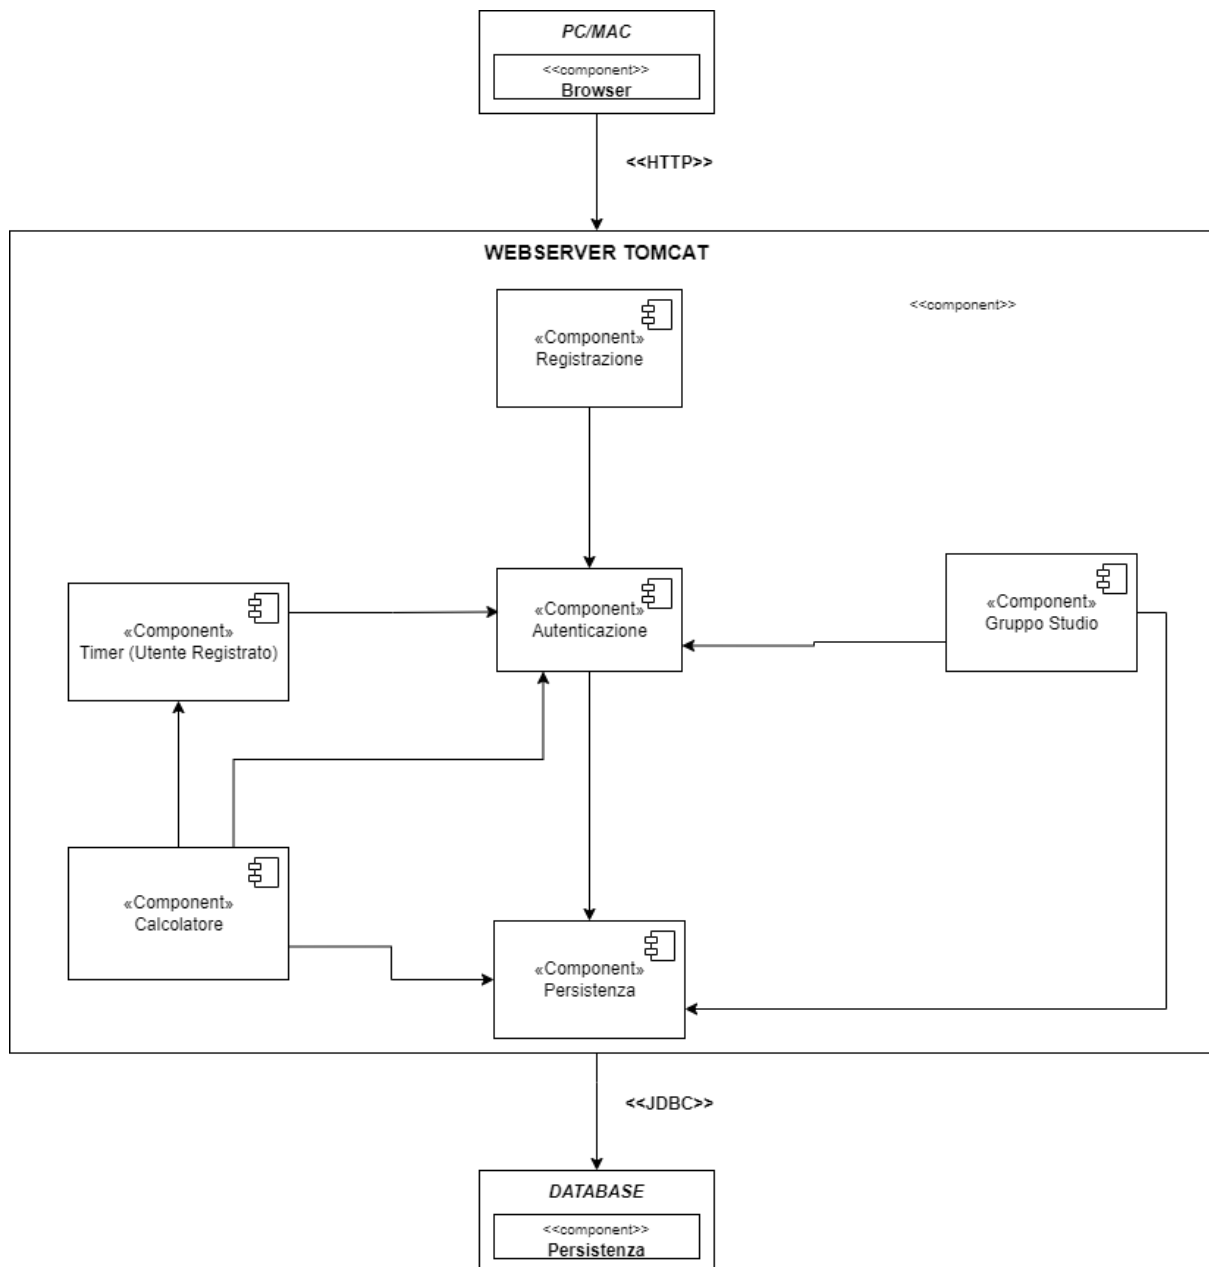 PC/MAC
<<component>>
Browser
<<HTTP>>
WEBSERVER TOMCAT
<<component>>
«Component»
Registrazione
«Component»
Autenticazione
«Component»
Gruppo Studio
«Component»
Timer (Utente Registrato)
«Component»
Calcolatore
«Component»
Persistenza
<<JDBC>>
DATABASE
<<component>>
Persistenza